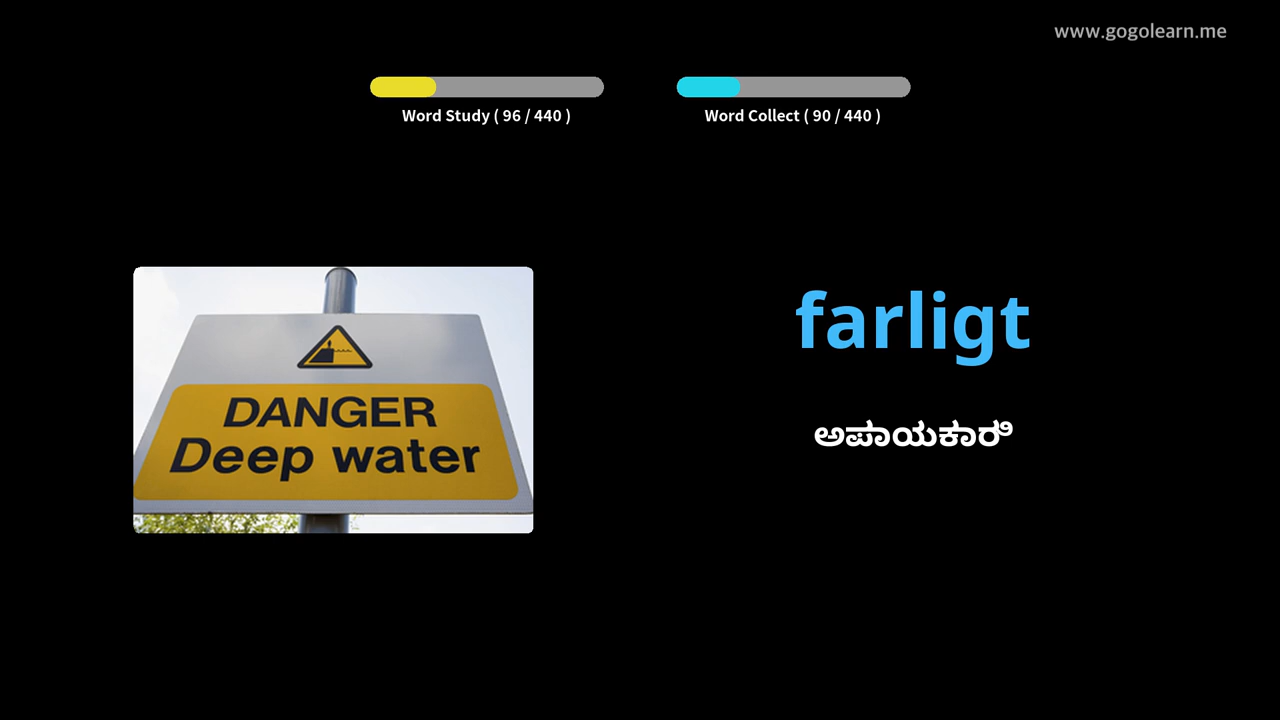 www.gogolearn.me
Word Study ( 96 / 440 )
Word Collect ( 90 / 440 )
DANGER
Deep water
farligt
ಅಪಾಯಕಾರಿ